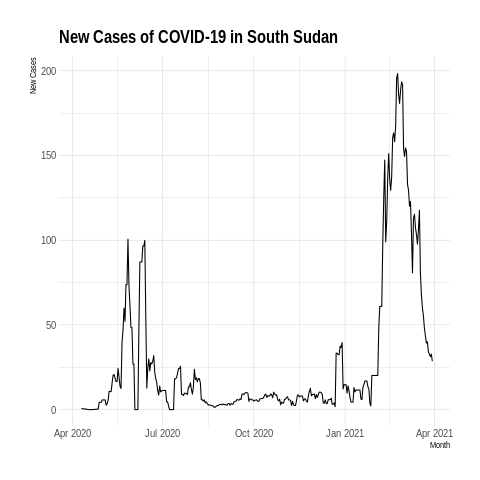 New Cases of COVID-19 in South Sudan
New Cases
200
150
100
50
0
Apr 2020 Jul 2020 Oct 2020 Jan 2021 Apr 2021
Month